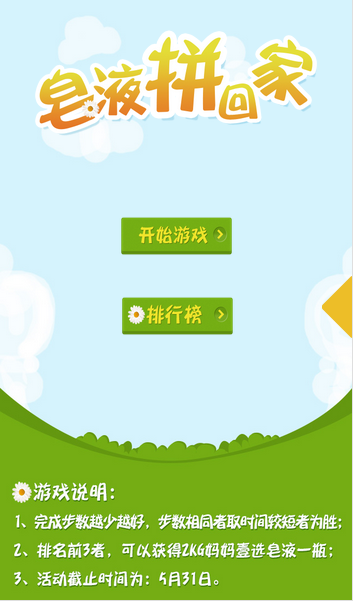 皂液拼回家
开始游戏
排行榜
游戏说明：
1、完成步数越少越好，步数相同者取时间较短者为胜；
2、排名前3者，可以获得2KG妈妈壹选皂液一瓶；
3、活动截止时间为：5月31日。